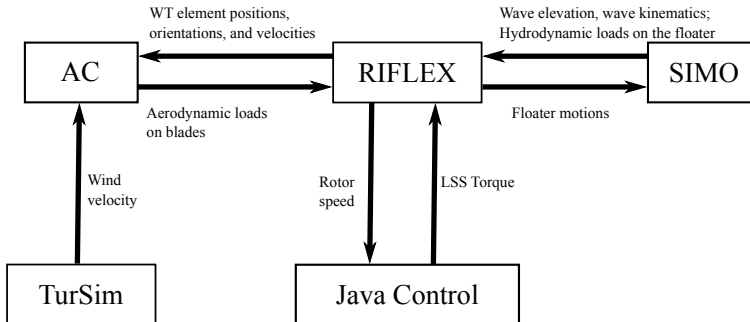 WT element positions,
orientations, and velocities
Wave elevation, wave kinematics;
Hydrodynamic loads on the floater
AC
RIFLEX
SIMO
Aerodynamic loads
on blades
Floater motions
Wind
velocity
Rotor
speed
LSS Torque
TurSim
Java Control